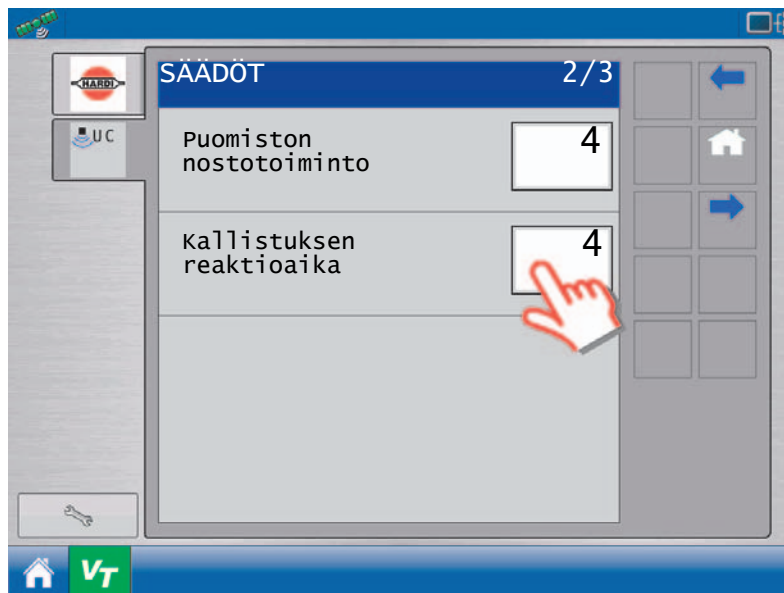 SÄÄDÖT 2/3
HARDI
UC
Puomiston 4
nostotoiminto
Kallistuksen 4
reaktioaika
VT